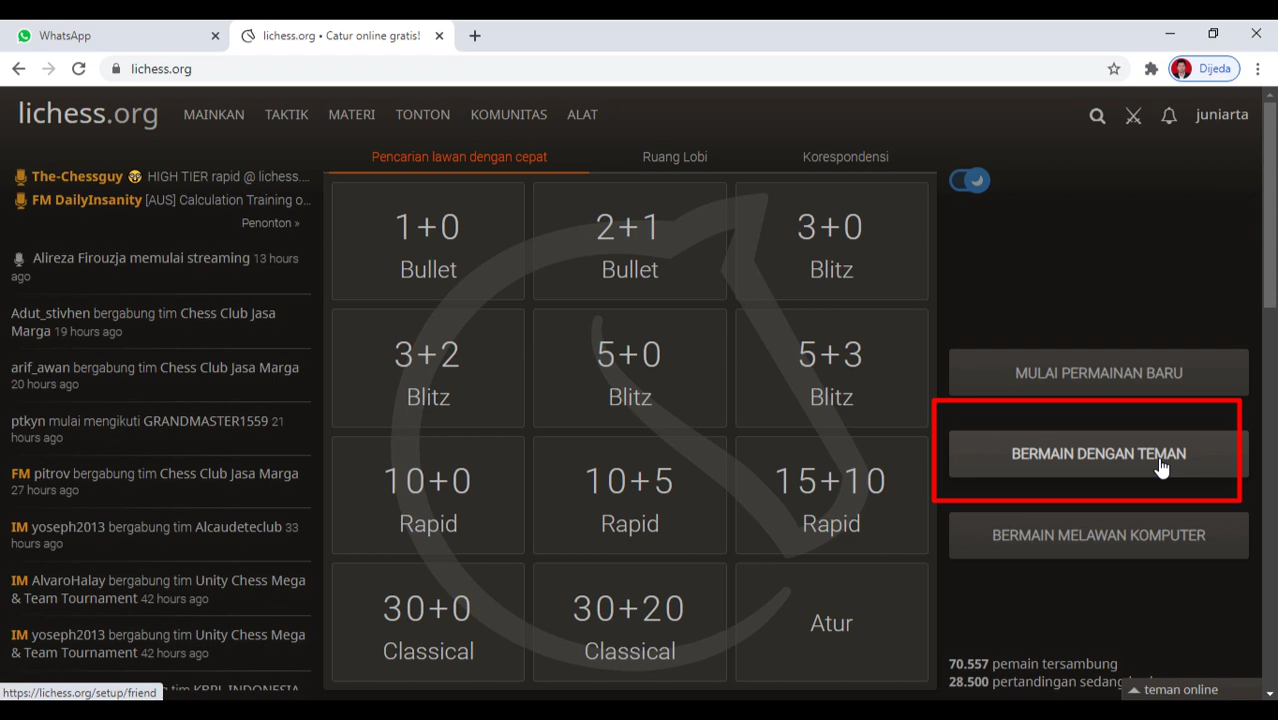 WhatsApp
lichess.org • Catur online gratis!
lichess.org
Dijeda
lichess.org
MAINKAN
TAKTIK
MATERI
TONTON
KOMUNITAS
ALAT
juniarta
The-Chessguy 🤓 HIGH TIER rapid @ lichess....
FM DailyInsanity [AUS] Calculation Training o...
Penonton »
Alireza Firouzja memulai streaming 13 hours
ago
Adut_stivhen bergabung tim Chess Club Jasa
Marga 19 hours ago
arif_awan bergabung tim Chess Club Jasa Marga
20 hours ago
ptkyn mulai mengikuti GRANDMASTER1559 21
hours ago
FM pitrov bergabung tim Chess Club Jasa Marga
27 hours ago
IM yoseph2013 bergabung tim Alcaudeteclub 33
hours ago
IM AlvaroHalay bergabung tim Unity Chess Mega
& Team Tournament 42 hours ago
IM yoseph2013 bergabung tim Unity Chess Mega
& Team Tournament 42 hours ago
tim KBRI, INDONESIA
https://lichess.org/setup/friend
Pencarian lawan dengan cepat
Ruang Lobi
Korespondensi
1+0
Bullet
2+1
Bullet
3+0
Blitz
3+2
Blitz
5+0
Blitz
5+3
Blitz
10+0
Rapid
10+5
Rapid
15+10
Rapid
30+0
Classical
30+20
Classical
Atur
MULAI PERMAINAN BARU
BERMAIN DENGAN TEMAN
BERMAIN MELAWAN KOMPUTER
70.557 pemain tersambung
28.500 pertandingan sedang
teman online